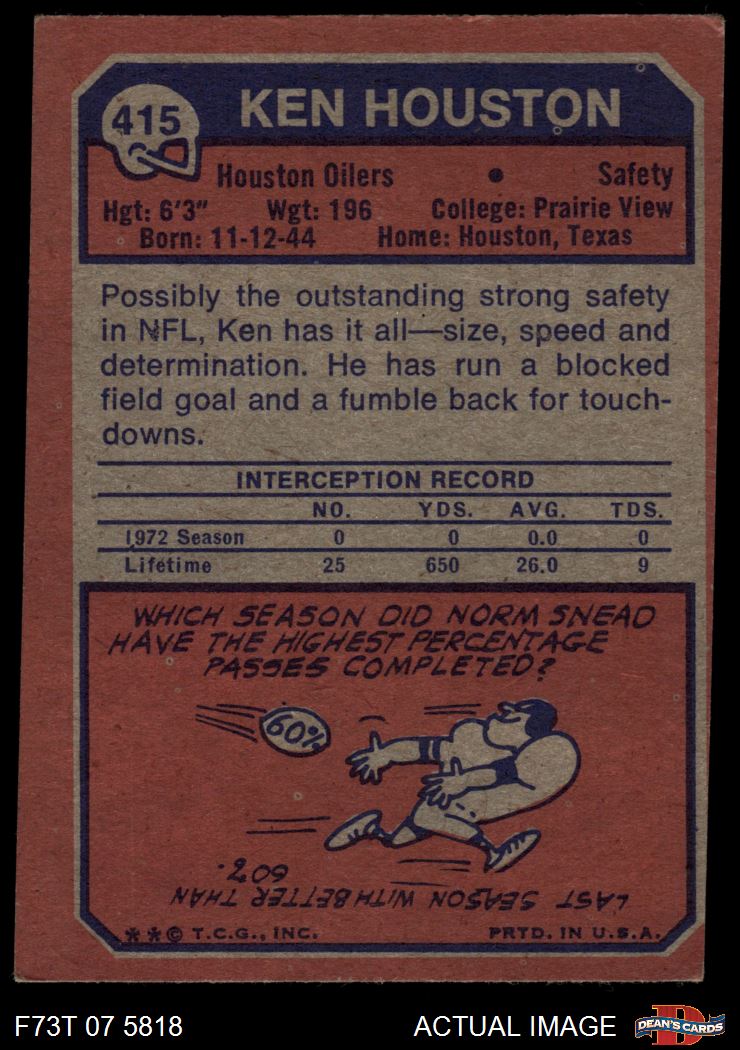 415
KEN HOUSTON
Houston Oilers • Safety
Hgt: 6'3" Wgt: 196 College: Prairie View
Born: 11-12-44 Home: Houston, Texas
Possibly the outstanding strong safety
in NFL, Ken has it all—size, speed and
determination. He has run a blocked
field goal and a fumble back for touch-
downs.
INTERCEPTION RECORD
NO. YDS. AVG. TDS.
1972 Season 0 0 0.0 0
Lifetime 25 650 26.0 9
WHICH SEASON DID NORM SNEAD
HAVE THE HIGHEST PERCENTAGE
PASSES COMPLETED?
60%
LAST SEASON WITH BETTER THAN
60%.
**© T.C.G., INC. PRTD. IN U.S.A.
F73T 07 5818 ACTUAL IMAGE D
DEAN'S CARDS